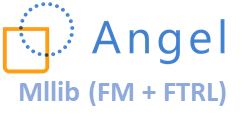 Angel
Mllib (FM + FTRL)